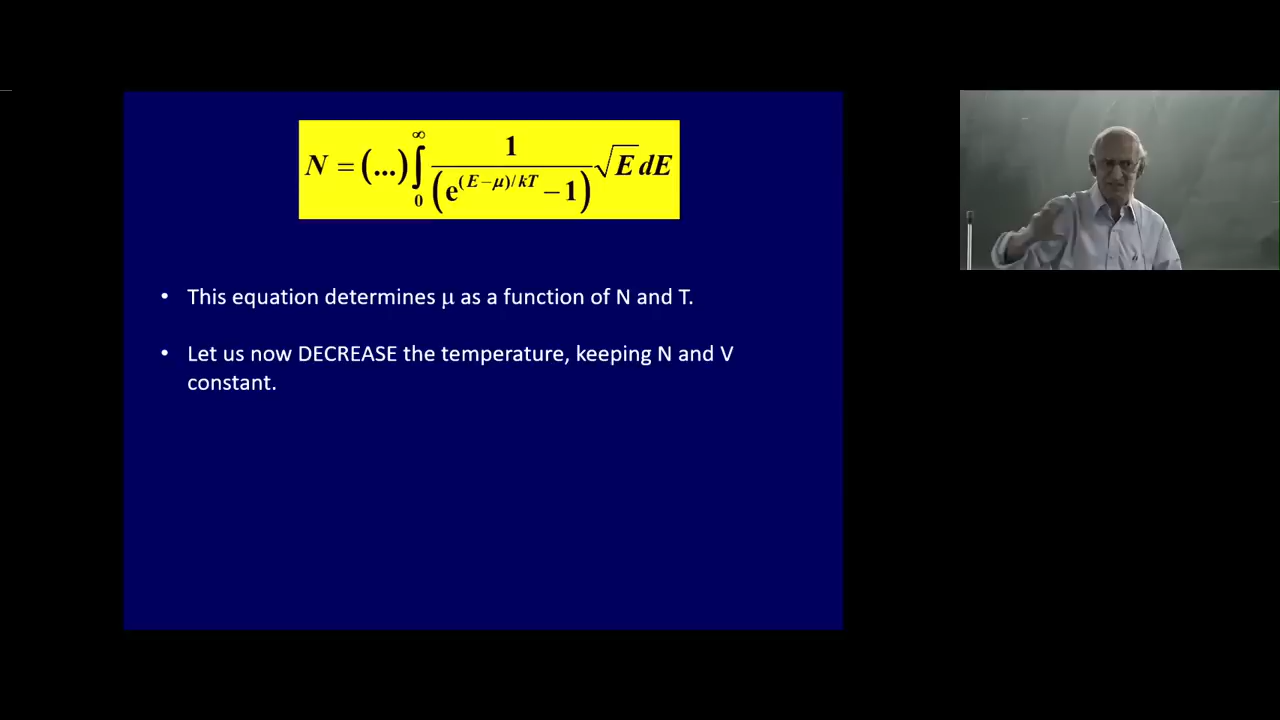 N = (...) ∫₀^∞ 1 / (e^{(E−μ)/kT} − 1) √E dE
• This equation determines μ as a function of N and T.
• Let us now DECREASE the temperature, keeping N and V
constant.